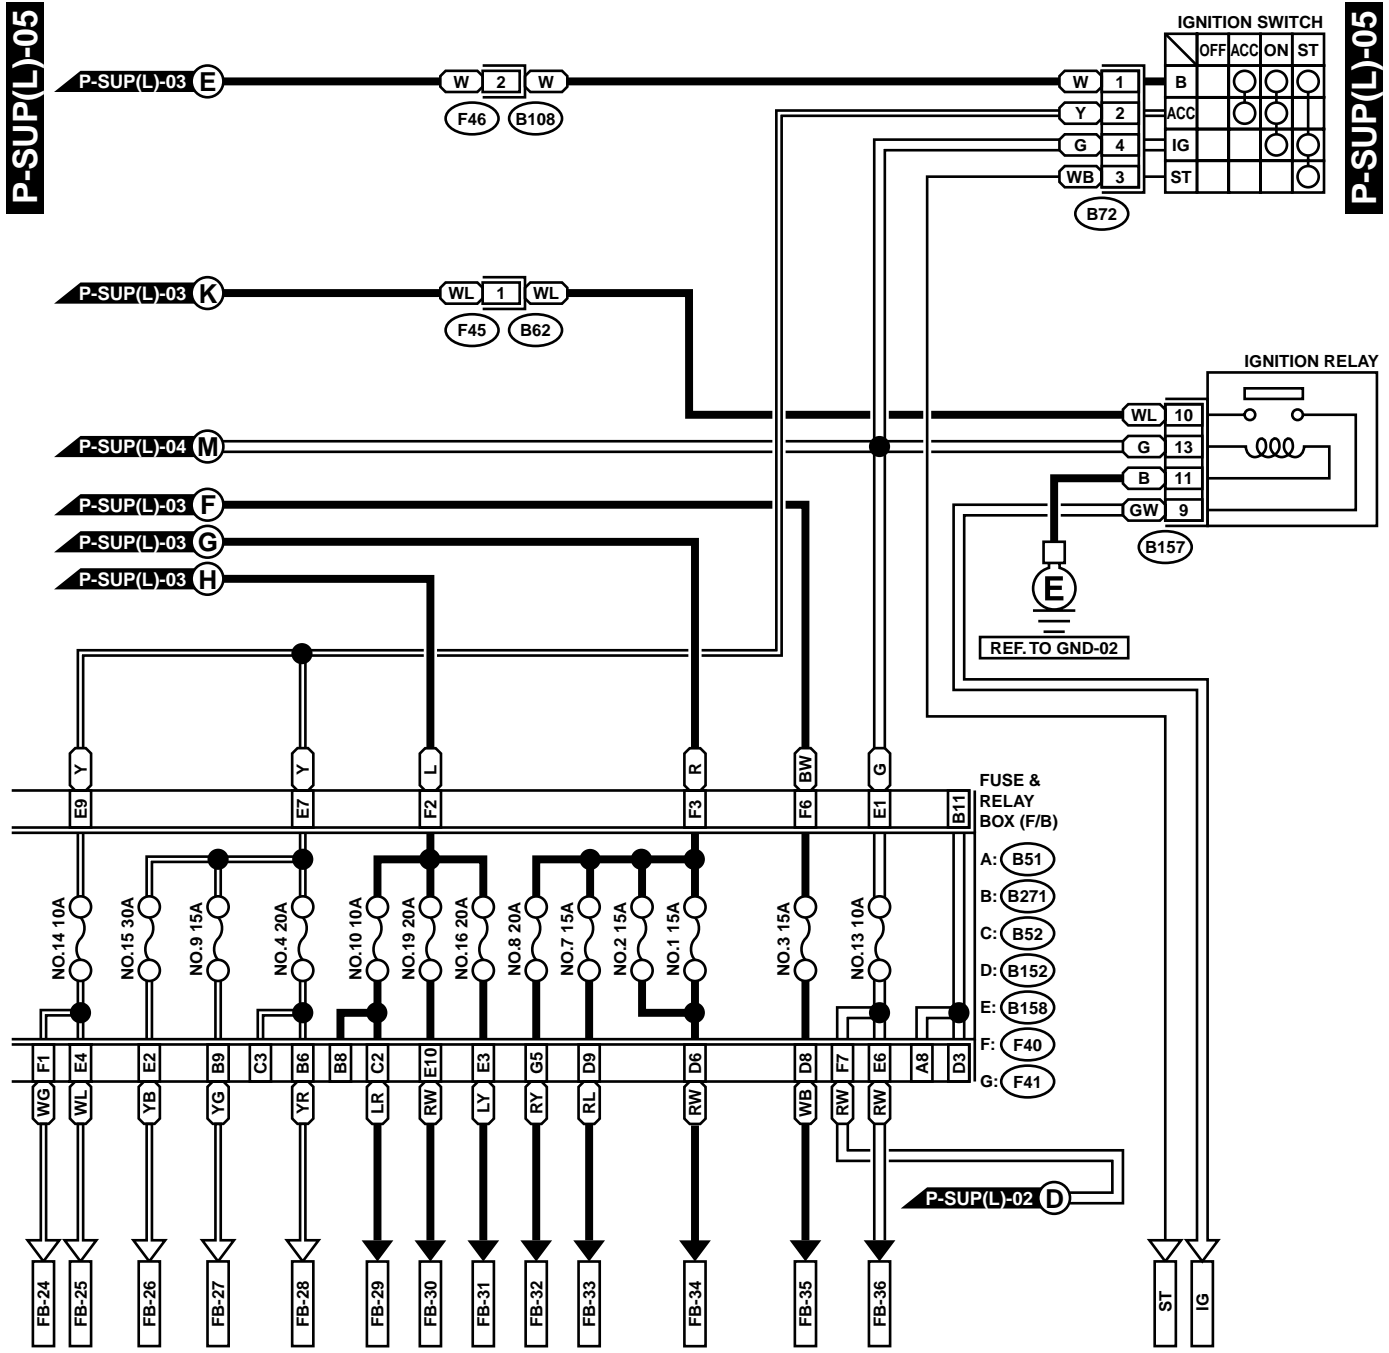 P-SUP(L)-05
P-SUP(L)-05
IGNITION SWITCH
OFF ACC ON ST
B
ACC
IG
ST
P-SUP(L)-03 E W 2 W W 1
F46 B108
Y 2
G 4
WB 3
B72
P-SUP(L)-03 K WL 1 WL
F45 B62
IGNITION RELAY
WL 10
P-SUP(L)-04 M G 13
B 11
P-SUP(L)-03 F GW 9
P-SUP(L)-03 G B157
P-SUP(L)-03 H
E
REF. TO GND-02
Y Y L R BW G
E9 E7 F2 F3 F6 E1 B11
FUSE &
RELAY
BOX (F/B)
A: B51
B: B271
C: B52
D: B152
E: B158
F: F40
G: F41
NO.14 10A
NO.15 30A
NO.9 15A
NO.4 20A
NO.10 10A
NO.19 20A
NO.16 20A
NO.8 20A
NO.7 15A
NO.2 15A
NO.1 15A
NO.3 15A
NO.13 10A
F1 E4 E2 B9 C3 B6 B8 C2 E10 E3 G5 D9 D6 D8 F7 E6 A8 D3
WG WL YB YG YR LR RW LY RY RL RW WB RW RW
P-SUP(L)-02 D
FB-24 FB-25 FB-26 FB-27 FB-28 FB-29 FB-30 FB-31 FB-32 FB-33 FB-34 FB-35 FB-36 ST IG